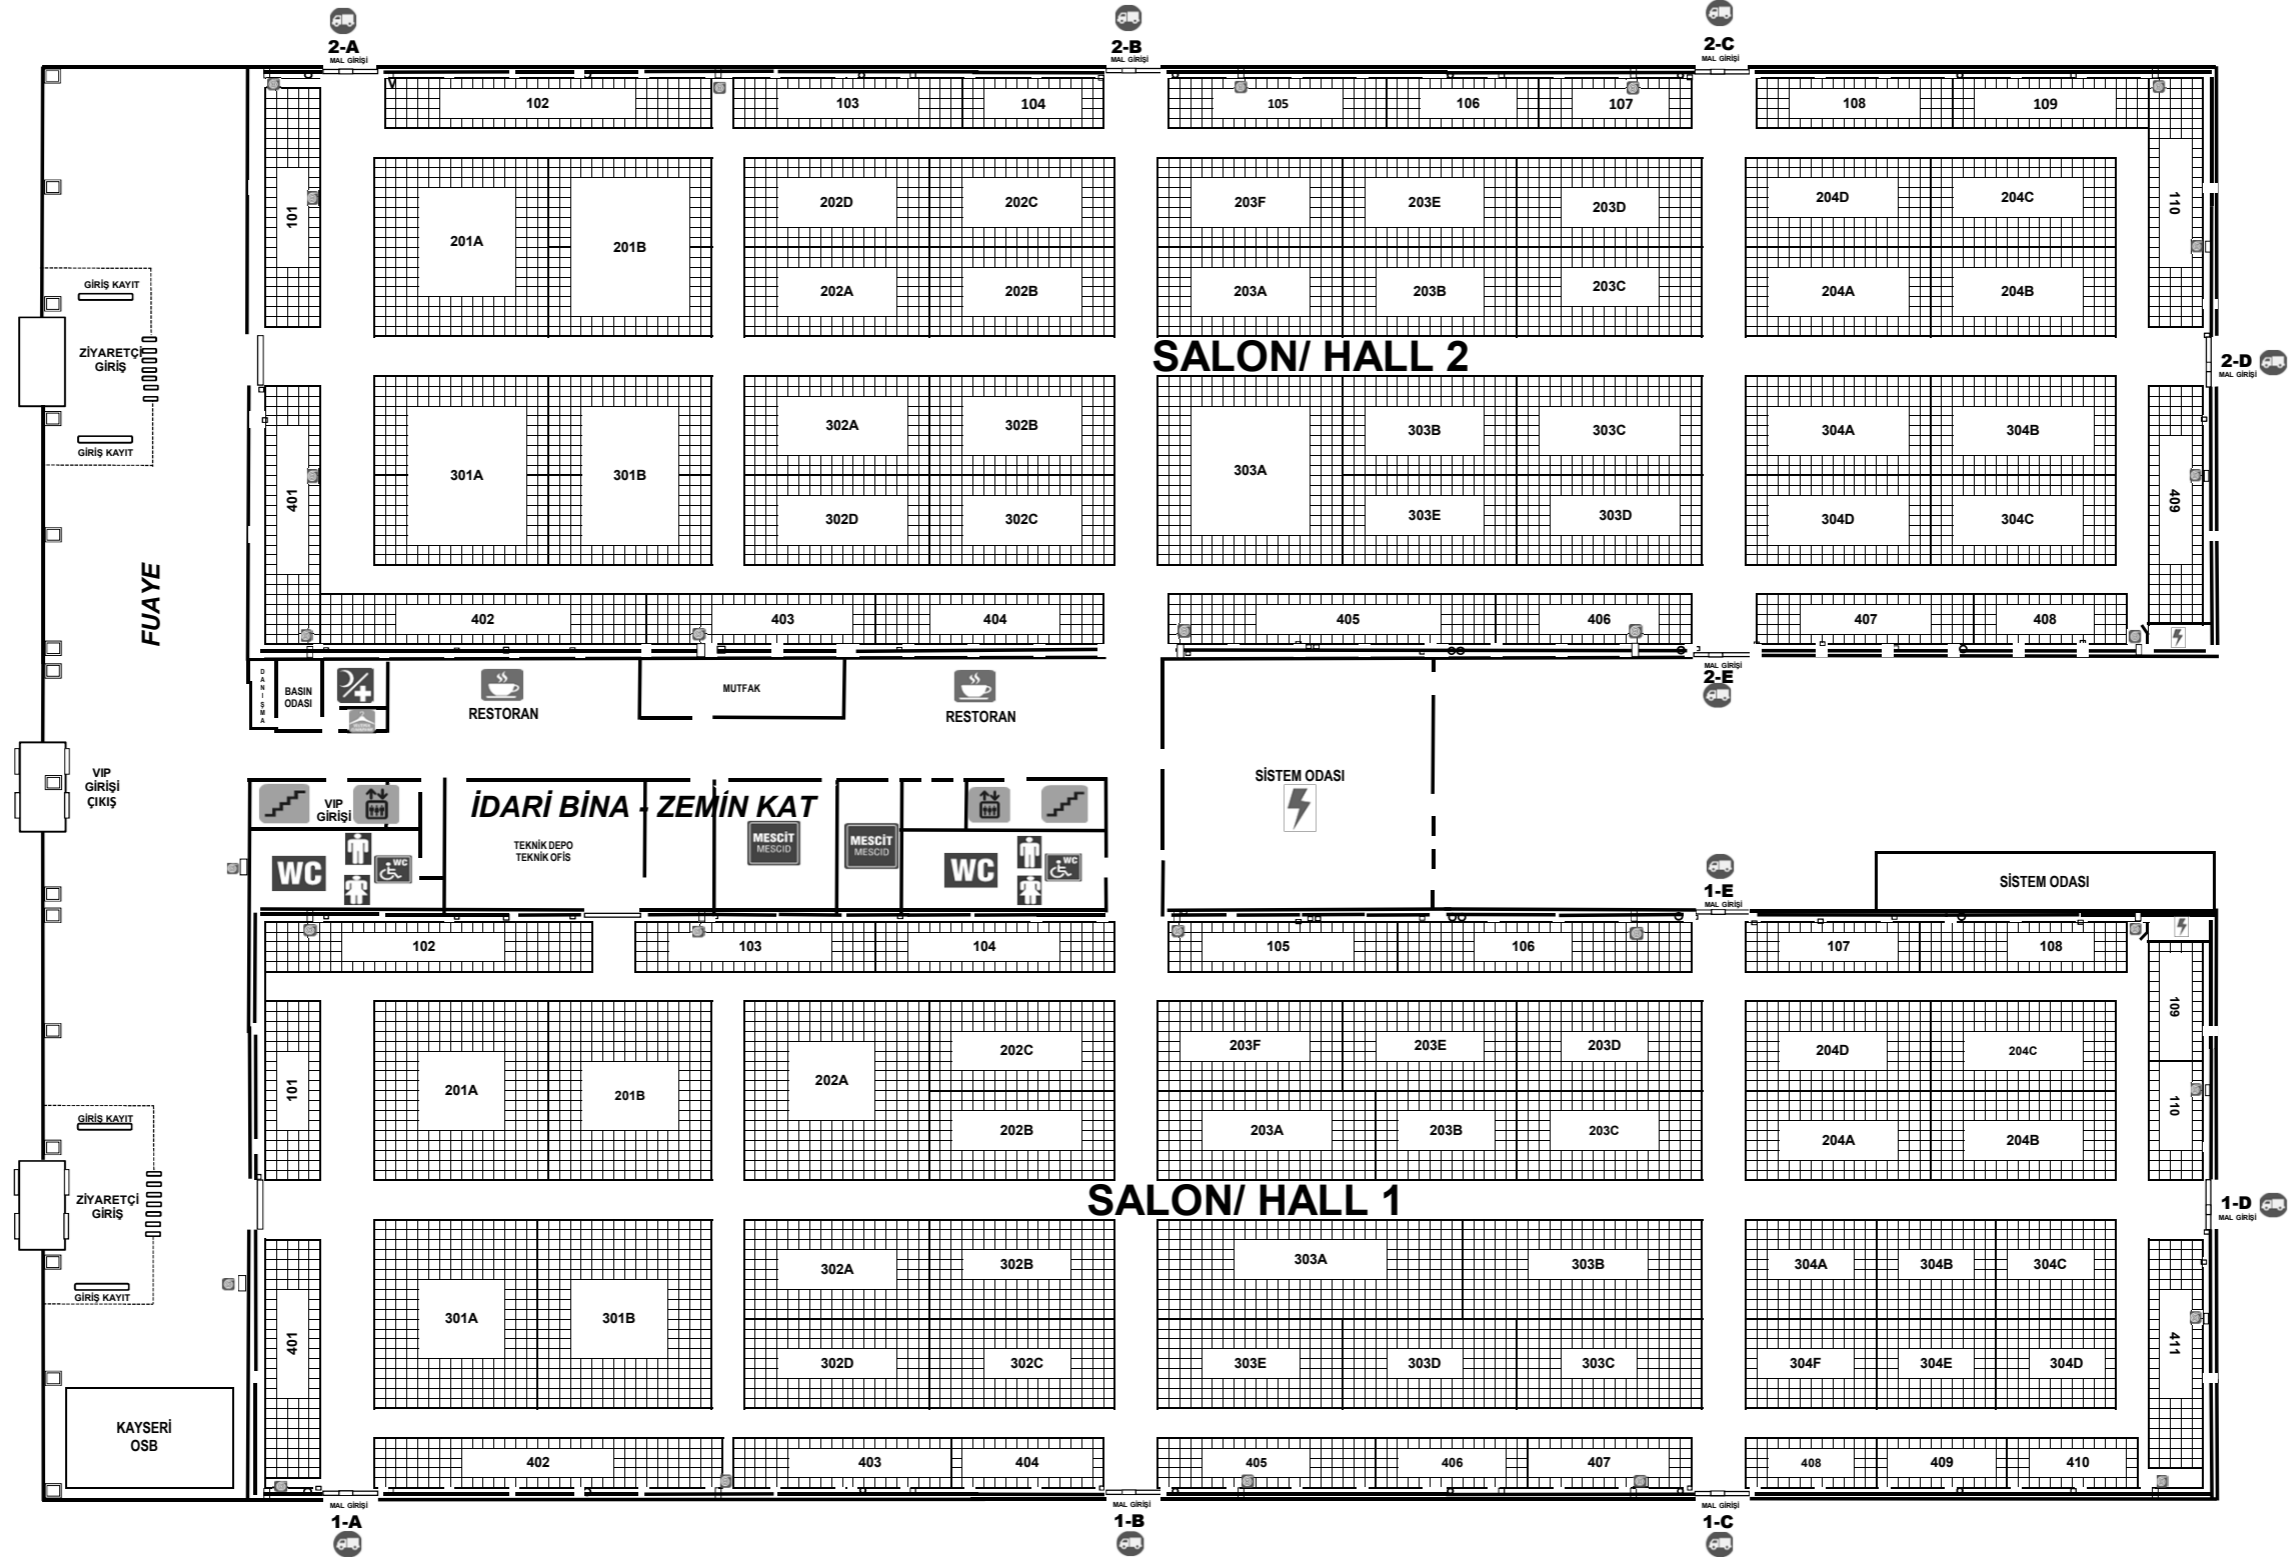 2-A
MAL GİRİŞİ
2-B
MAL GİRİŞİ
2-C
MAL GİRİŞİ
102
103
104
105
106
107
108
109
101
201A
201B
202D
202C
203F
203E
203D
204D
204C
110
202A
202B
203A
203B
203C
204A
204B
GİRİŞ KAYIT
ZİYARETÇİ
GİRİŞ
GİRİŞ KAYIT
SALON/ HALL 2
2-D
MAL GİRİŞİ
401
301A
301B
302A
302B
303A
303B
303C
304A
304B
409
302D
302C
303E
303D
304D
304C
FUAYE
402
403
404
405
406
407
408
DANIŞMA
BASIN
ODASI
RESTORAN
MUTFAK
RESTORAN
MAL GİRİŞİ
2-E
VIP
GİRİŞİ
ÇIKIŞ
VIP
GİRİŞİ
İDARİ BİNA - ZEMİN KAT
TEKNİK DEPO
TEKNİK OFİS
MESCİT
MESCID
MESCİT
MESCID
WC
WC
WC
WC
SİSTEM ODASI
1-E
MAL GİRİŞİ
SİSTEM ODASI
102
103
104
105
106
107
108
109
101
201A
201B
202A
202C
203F
203E
203D
204D
204C
110
202B
203A
203B
203C
204A
204B
GİRİŞ KAYIT
ZİYARETÇİ
GİRİŞ
GİRİŞ KAYIT
SALON/ HALL 1
1-D
MAL GİRİŞİ
401
301A
301B
302A
302B
303A
303B
304A
304B
304C
411
302D
302C
303E
303D
303C
304F
304E
304D
KAYSERİ
OSB
402
403
404
405
406
407
408
409
410
MAL GİRİŞİ
1-A
MAL GİRİŞİ
1-B
MAL GİRİŞİ
1-C